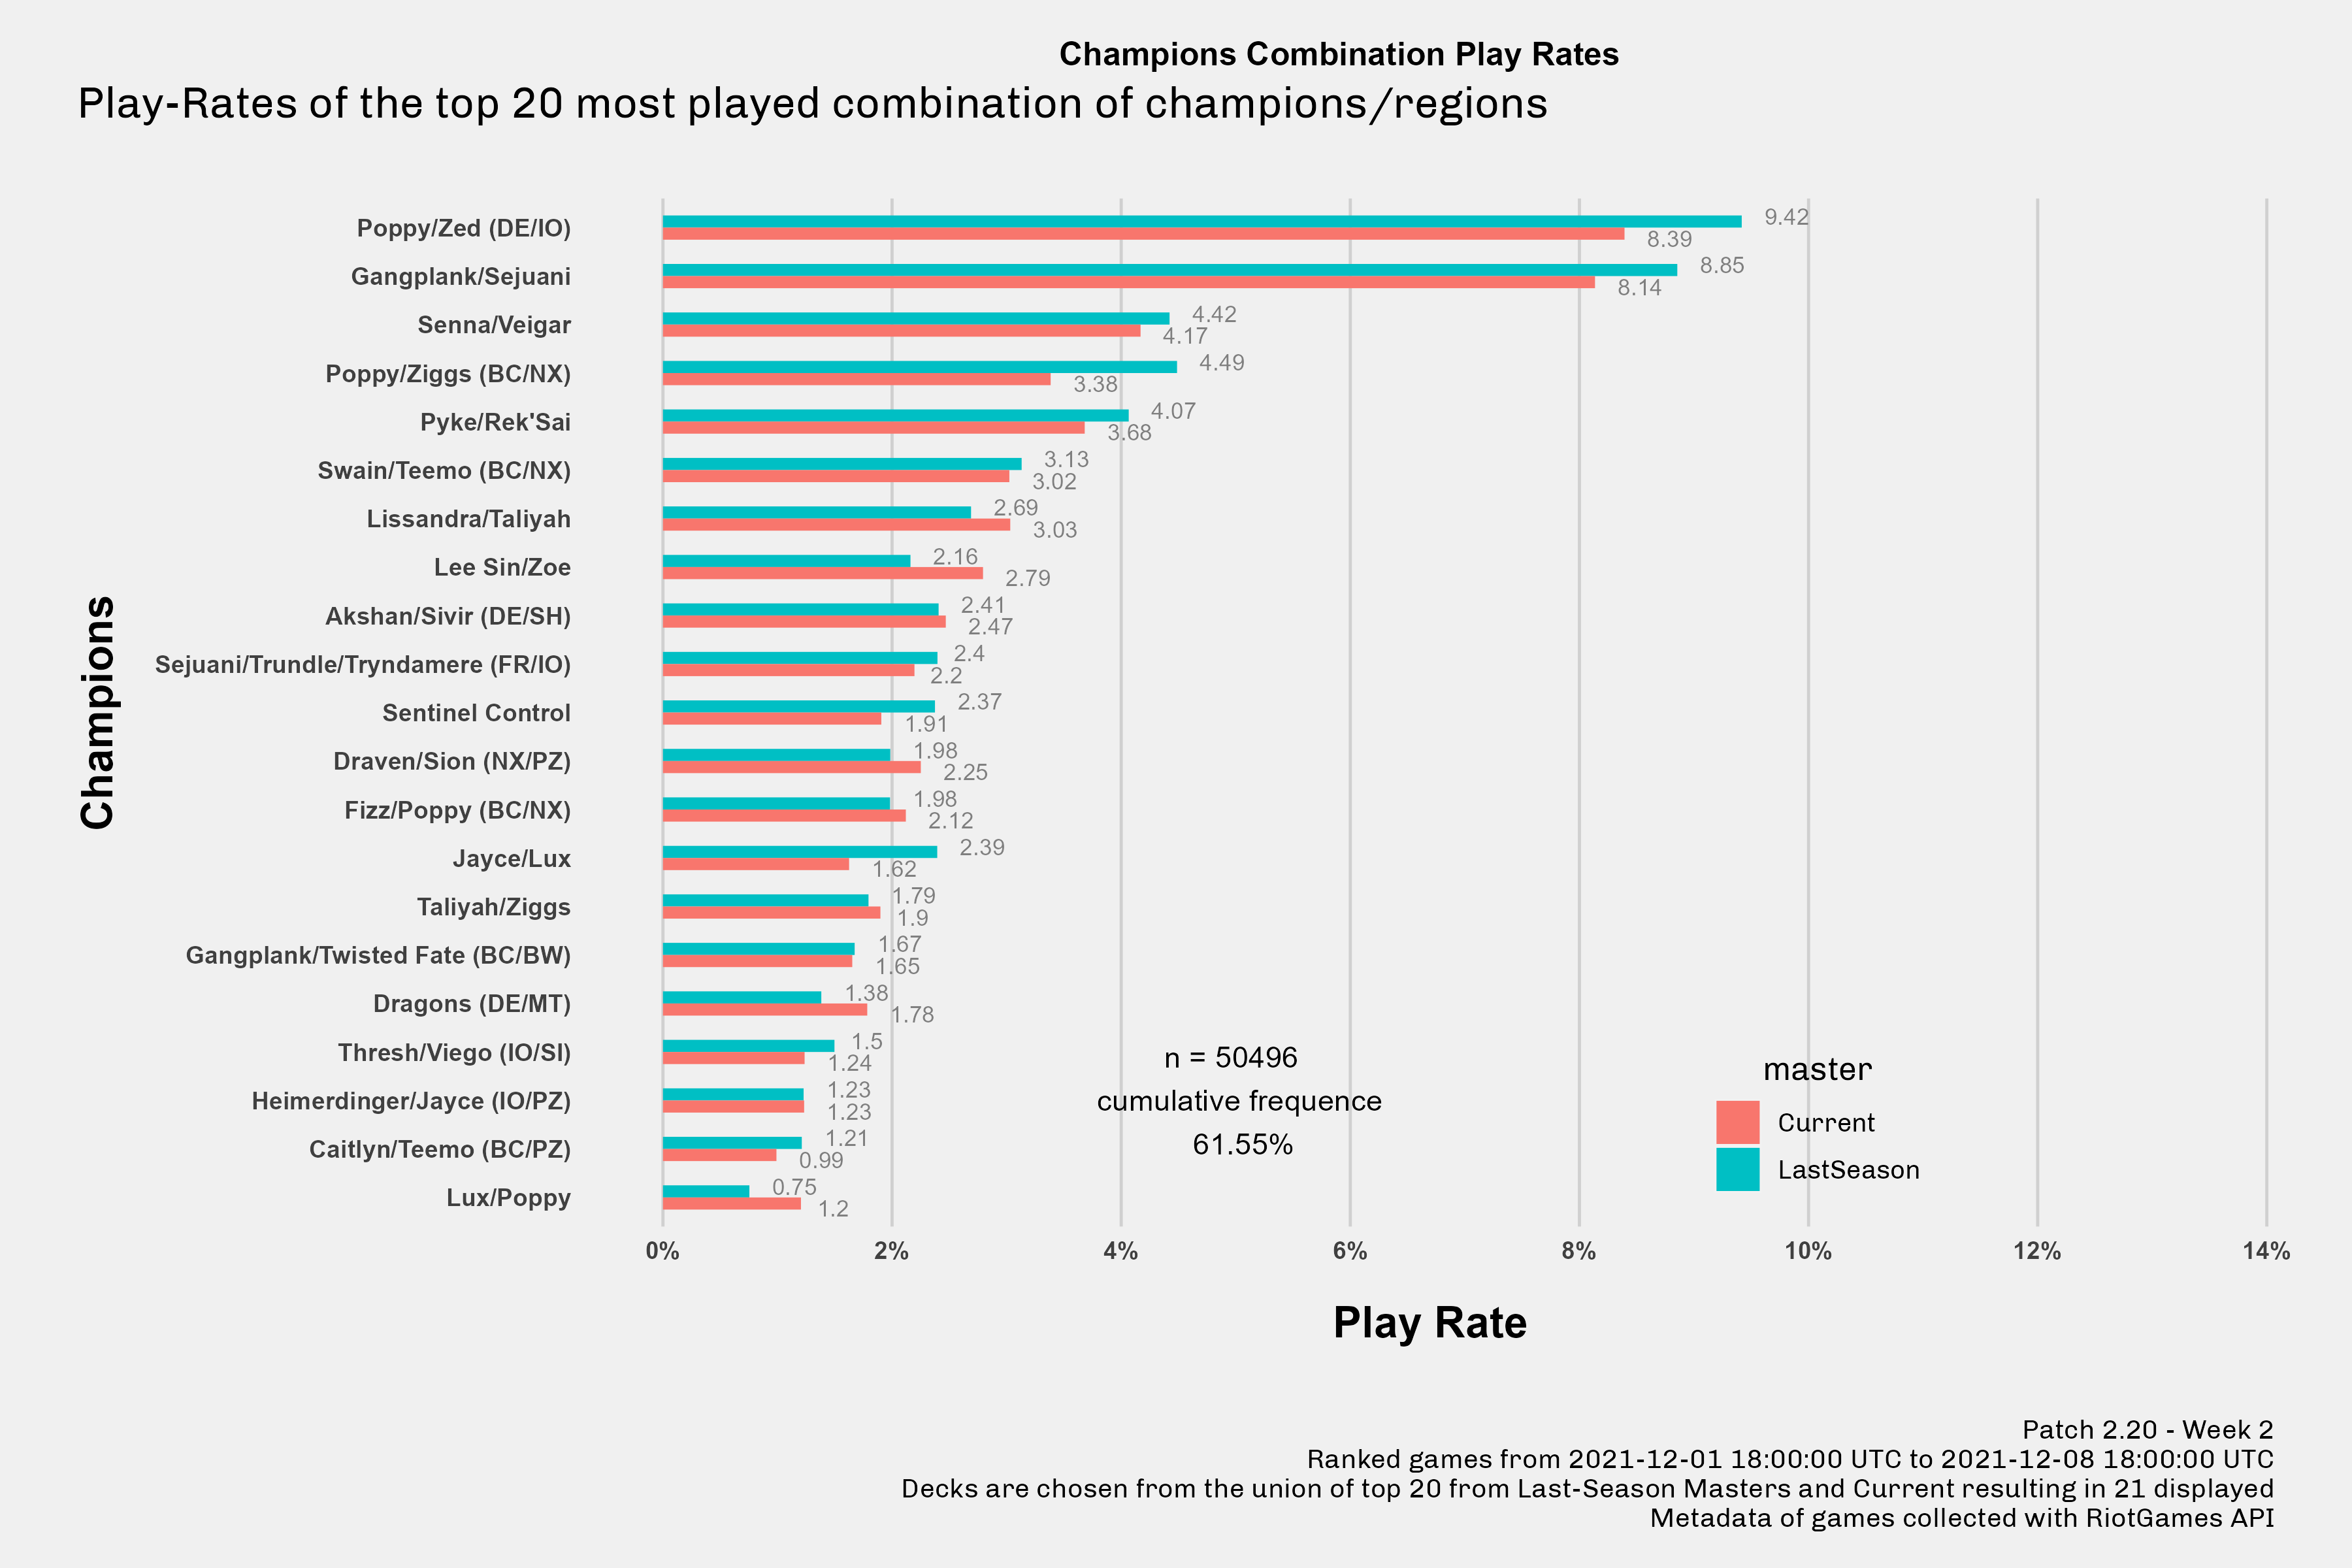 Champions Combination Play Rates
Play-Rates of the top 20 most played combination of champions/regions
Champions
Poppy/Zed (DE/IO) 9.42 8.39
Gangplank/Sejuani 8.85 8.14
Senna/Veigar 4.42 4.17
Poppy/Ziggs (BC/NX) 4.49 3.38
Pyke/Rek'Sai 4.07 3.68
Swain/Teemo (BC/NX) 3.13 3.02
Lissandra/Taliyah 2.69 3.03
Lee Sin/Zoe 2.16 2.79
Akshan/Sivir (DE/SH) 2.41 2.47
Sejuani/Trundle/Tryndamere (FR/IO) 2.4 2.2
Sentinel Control 2.37 1.91
Draven/Sion (NX/PZ) 1.98 2.25
Fizz/Poppy (BC/NX) 1.98 2.12
Jayce/Lux 2.39 1.62
Taliyah/Ziggs 1.79 1.9
Gangplank/Twisted Fate (BC/BW) 1.67 1.65
Dragons (DE/MT) 1.38 1.78
Thresh/Viego (IO/SI) 1.5 1.24
Heimerdinger/Jayce (IO/PZ) 1.23 1.23
Caitlyn/Teemo (BC/PZ) 1.21 0.99
Lux/Poppy 0.75 1.2
n = 50496
cumulative frequence
61.55%
master
Current
LastSeason
0% 2% 4% 6% 8% 10% 12% 14%
Play Rate
Patch 2.20 - Week 2
Ranked games from 2021-12-01 18:00:00 UTC to 2021-12-08 18:00:00 UTC
Decks are chosen from the union of top 20 from Last-Season Masters and Current resulting in 21 displayed
Metadata of games collected with RiotGames API